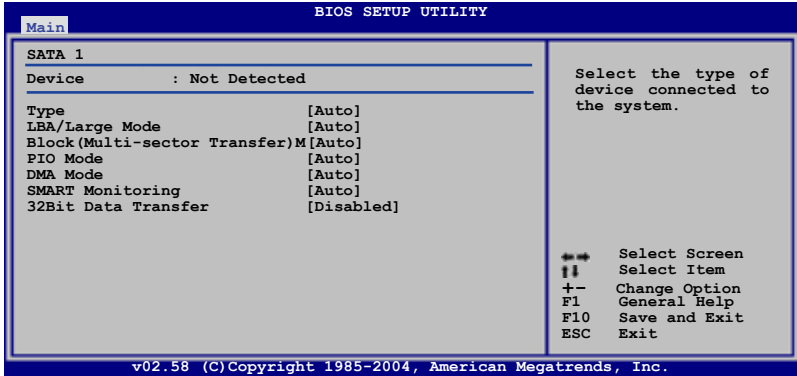 BIOS SETUP UTILITY
Main
SATA 1
Device : Not Detected
Type [Auto]
LBA/Large Mode [Auto]
Block(Multi-sector Transfer)M[Auto]
PIO Mode [Auto]
DMA Mode [Auto]
SMART Monitoring [Auto]
32Bit Data Transfer [Disabled]
Select the type of
device connected to
the system.
←→ Select Screen
↑↓ Select Item
+- Change Option
F1 General Help
F10 Save and Exit
ESC Exit
v02.58 (C)Copyright 1985-2004, American Megatrends, Inc.